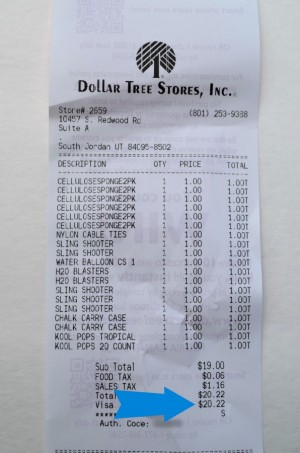 DOLLAR TREE STORES, INC.
Store# 2659 (801) 253-9388
10457 S. Redwood Rd
Suite A
South Jordan UT 84095-8502
DESCRIPTION QTY PRICE TOTAL
CELLULOSESPONGE2PK 1 1.00 1.00T
CELLULOSESPONGE2PK 1 1.00 1.00T
CELLULOSESPONGE2PK 1 1.00 1.00T
CELLULOSESPONGE2PK 1 1.00 1.00T
CELLULOSESPONGE2PK 1 1.00 1.00T
CELLULOSESPONGE2PK 1 1.00 1.00T
NYLON CABLE TIES 1 1.00 1.00T
SLING SHOOTER 1 1.00 1.00T
SLING SHOOTER 1 1.00 1.00T
WATER BALLOON CS 1 1 1.00 1.00T
H2O BLASTERS 1 1.00 1.00T
H2O BLASTERS 1 1.00 1.00T
SLING SHOOTER 1 1.00 1.00T
SLING SHOOTER 1 1.00 1.00T
SLING SHOOTER 1 1.00 1.00T
CHALK CARRY CASE 1 1.00 1.00T
CHALK CARRY CASE 1 1.00 1.00T
KOOL POPS TROPICAL 1 1.00 1.00T
KOOL POPS 20 COUNT 1 1.00 1.00T
Sub Total $19.00
FOOD TAX $0.06
SALES TAX $1.16
Total $20.22
Visa $20.22
S
Auth. Code: